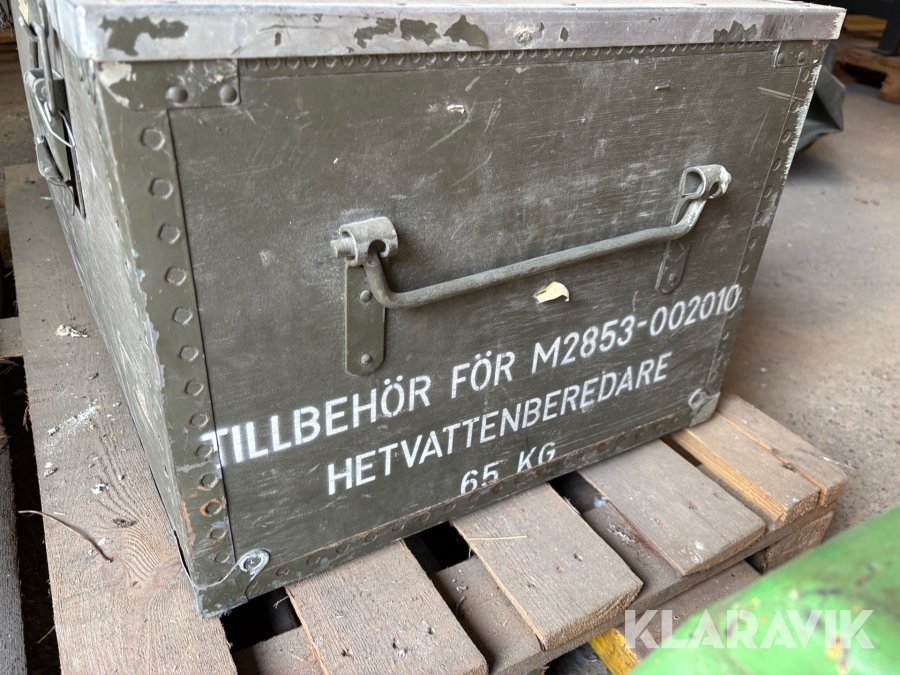 TILLBEHÖR FÖR M2853-002010
HETVATTENBEREDARE
65 KG
KLARAVIK